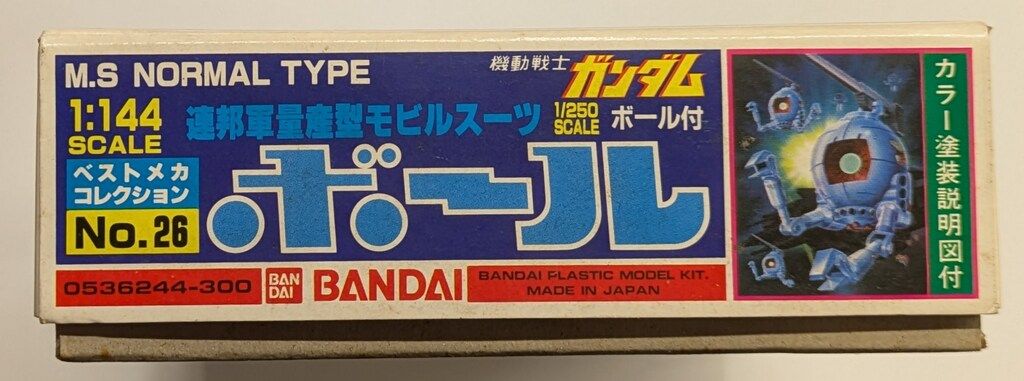 M.S NORMAL TYPE
機動戦士
ガンダム
1:144
SCALE
連邦軍量産型モビルスーツ
1/250
SCALE
ボール付
ベストメカ
コレクション
No.26
ボール
0536244-300
BAN
DAI
BANDAI
BANDAI PLASTIC MODEL KIT.
MADE IN JAPAN
カラー塗装説明図付